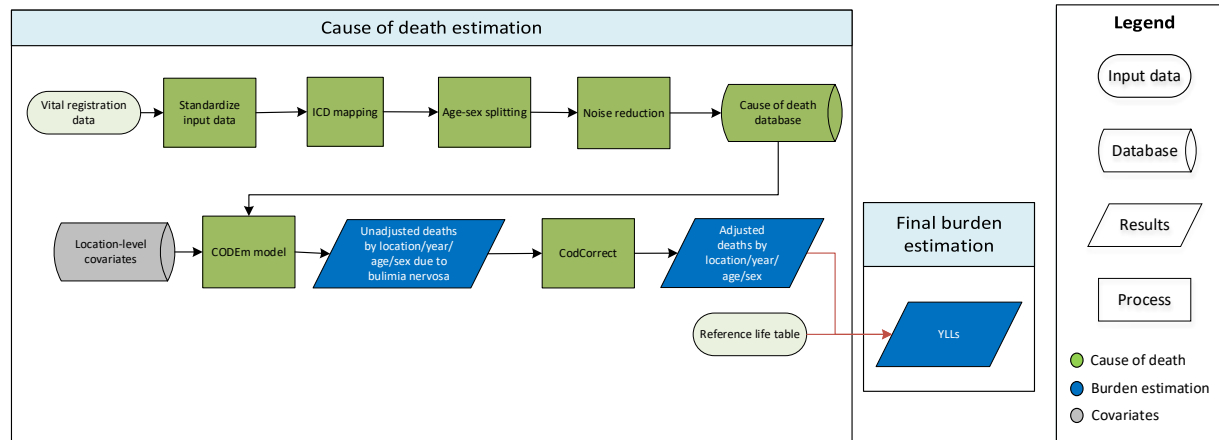 Cause of death estimation
Vital registration
data
Standardize
input data
ICD mapping
Age-sex splitting
Noise reduction
Cause of death
database
Location-level
covariates
CODEm model
Unadjusted deaths
by location/year/
age/sex due to
bulimia nervosa
CodCorrect
Adjusted
deaths by
location/year/
age/sex
Reference life table
Final burden
estimation
YLLs
Legend
Input data
Database
Results
Process
Cause of death
Burden estimation
Covariates